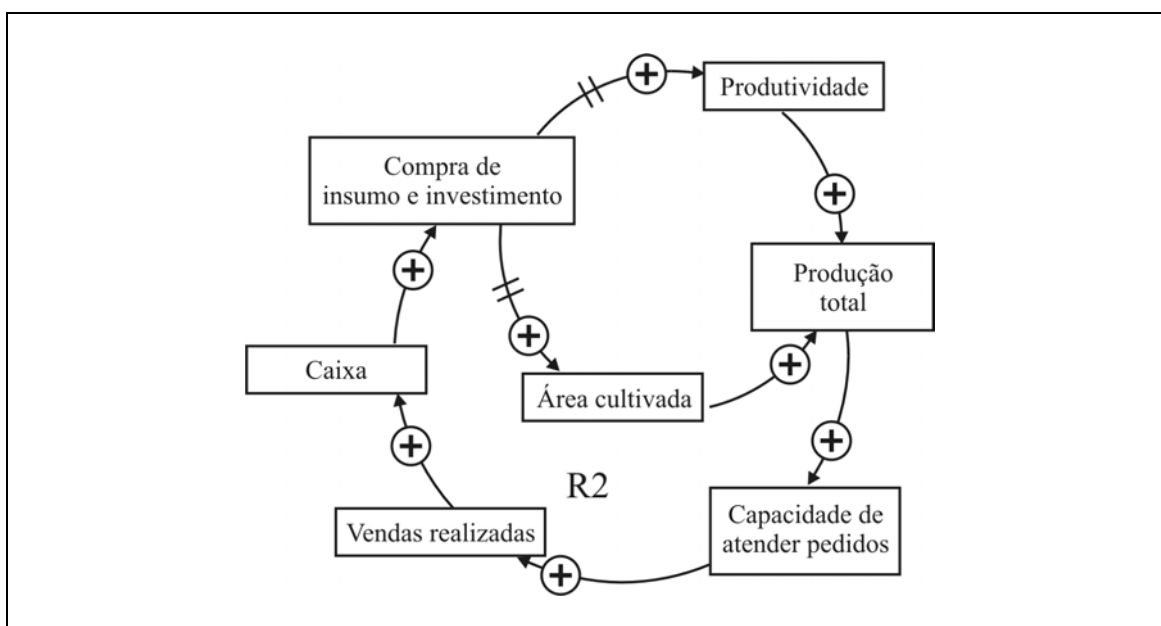 Produtividade
Compra de
insumo e investimento
Produção
total
Caixa
Área cultivada
R2
Vendas realizadas
Capacidade de
atender pedidos